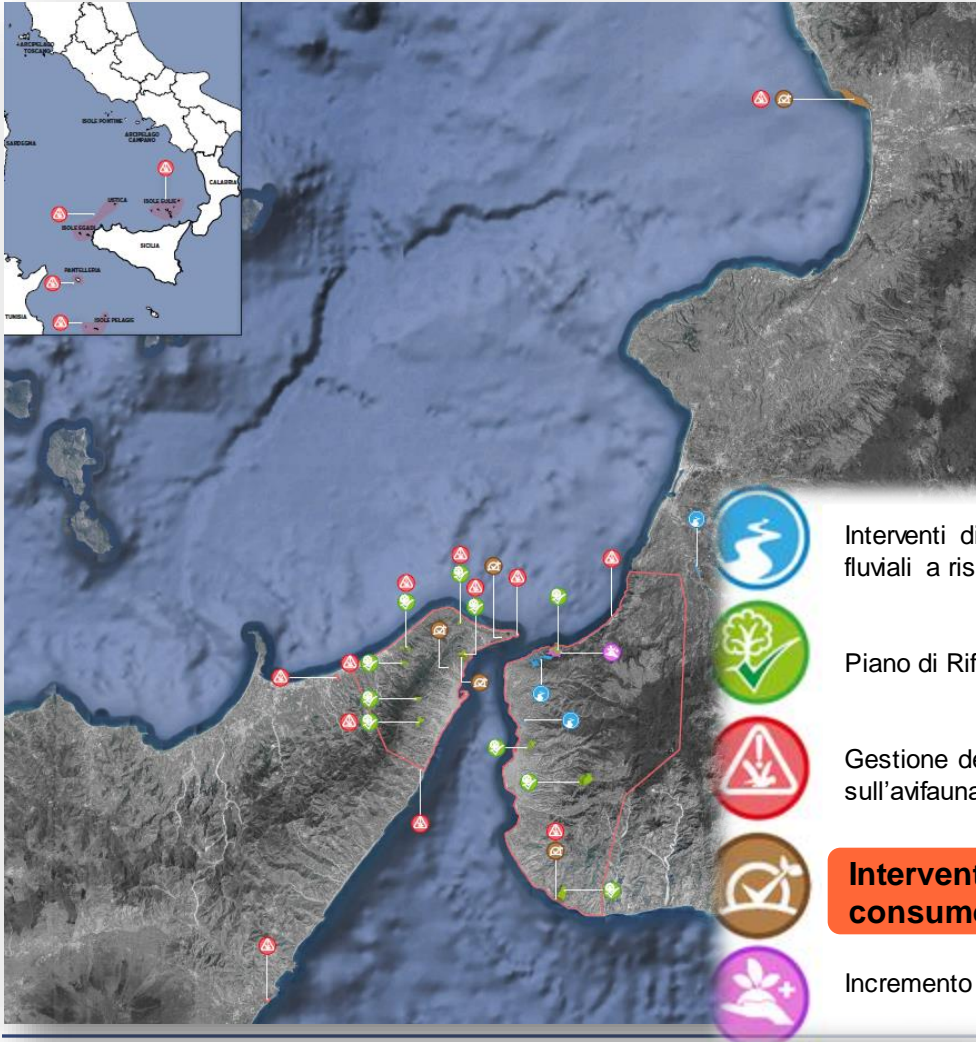 ARCIPELAGO
TOSCANO
ISOLE PONTINE
ARCIPELAGO
CAMPANO
SARDEGNA
CALABRIA
USTICA
ISOLE EOLIE
ISOLE EGADI
SICILIA
PANTELLERIA
TUNISIA
ISOLE PELAGIE
Interventi di
fluviali a ris
Piano di Rif
Gestione de
sull'avifauna
Intervent
consumo
Incremento